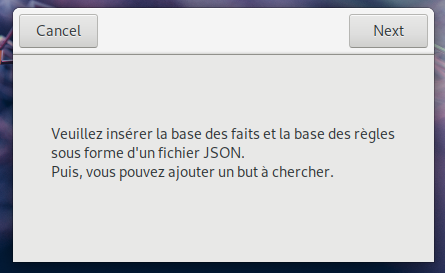 Cancel
Next
Veuillez insérer la base des faits et la base des règles
sous forme d'un fichier JSON.
Puis, vous pouvez ajouter un but à chercher.